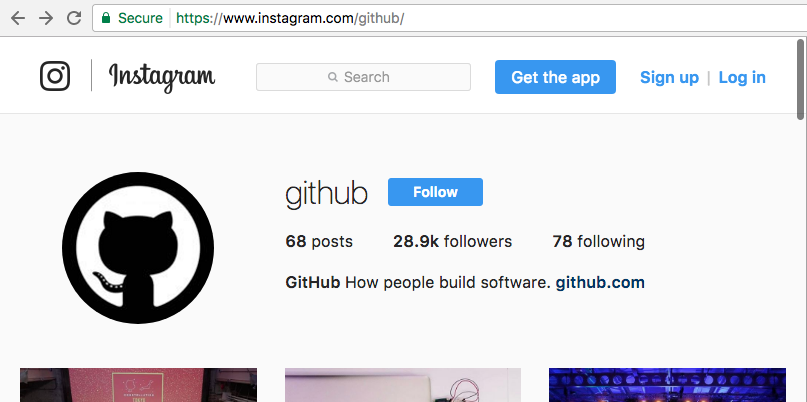 Secure https://www.instagram.com/github/
Instagram Search Get the app Sign up | Log in
github Follow
68 posts 28.9k followers 78 following
GitHub How people build software. github.com